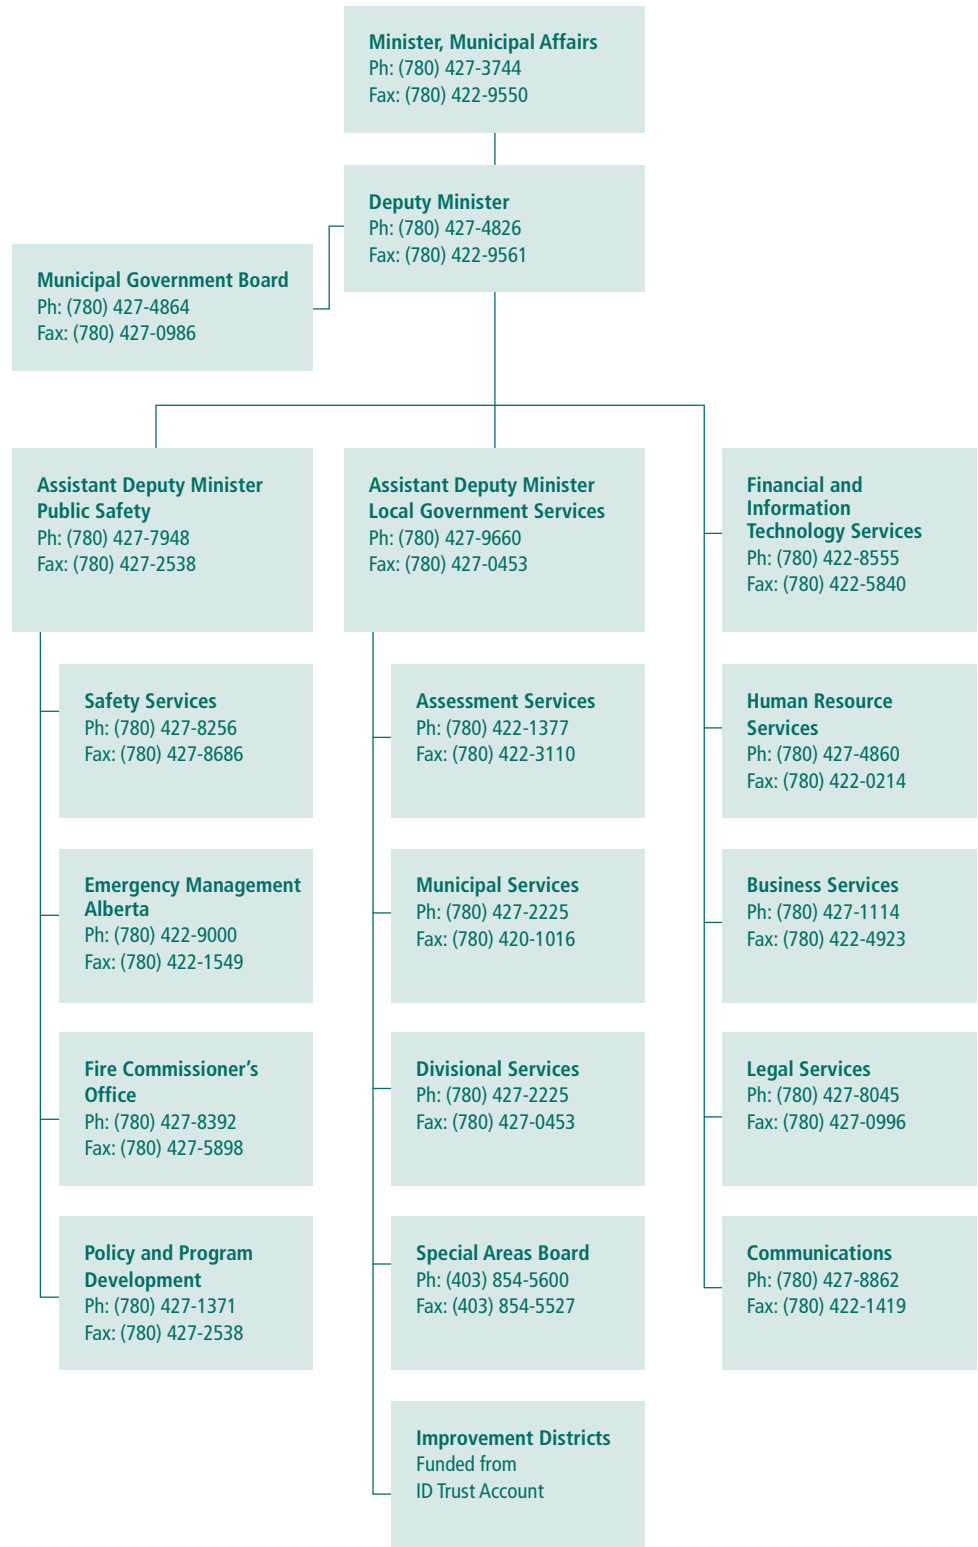 Minister, Municipal Affairs
Ph: (780) 427-3744
Fax: (780) 422-9550
Deputy Minister
Ph: (780) 427-4826
Fax: (780) 422-9561
Municipal Government Board
Ph: (780) 427-4864
Fax: (780) 427-0986
Assistant Deputy Minister
Public Safety
Ph: (780) 427-7948
Fax: (780) 427-2538
Safety Services
Ph: (780) 427-8256
Fax: (780) 427-8686
Emergency Management
Alberta
Ph: (780) 422-9000
Fax: (780) 422-1549
Fire Commissioner’s
Office
Ph: (780) 427-8392
Fax: (780) 427-5898
Policy and Program
Development
Ph: (780) 427-1371
Fax: (780) 427-2538
Assistant Deputy Minister
Local Government Services
Ph: (780) 427-9660
Fax: (780) 427-0453
Assessment Services
Ph: (780) 422-1377
Fax: (780) 422-3110
Municipal Services
Ph: (780) 427-2225
Fax: (780) 420-1016
Divisional Services
Ph: (780) 427-2225
Fax: (780) 427-0453
Special Areas Board
Ph: (403) 854-5600
Fax: (403) 854-5527
Improvement Districts
Funded from
ID Trust Account
Financial and
Information
Technology Services
Ph: (780) 422-8555
Fax: (780) 422-5840
Human Resource
Services
Ph: (780) 427-4860
Fax: (780) 422-0214
Business Services
Ph: (780) 427-1114
Fax: (780) 422-4923
Legal Services
Ph: (780) 427-8045
Fax: (780) 427-0996
Communications
Ph: (780) 427-8862
Fax: (780) 422-1419